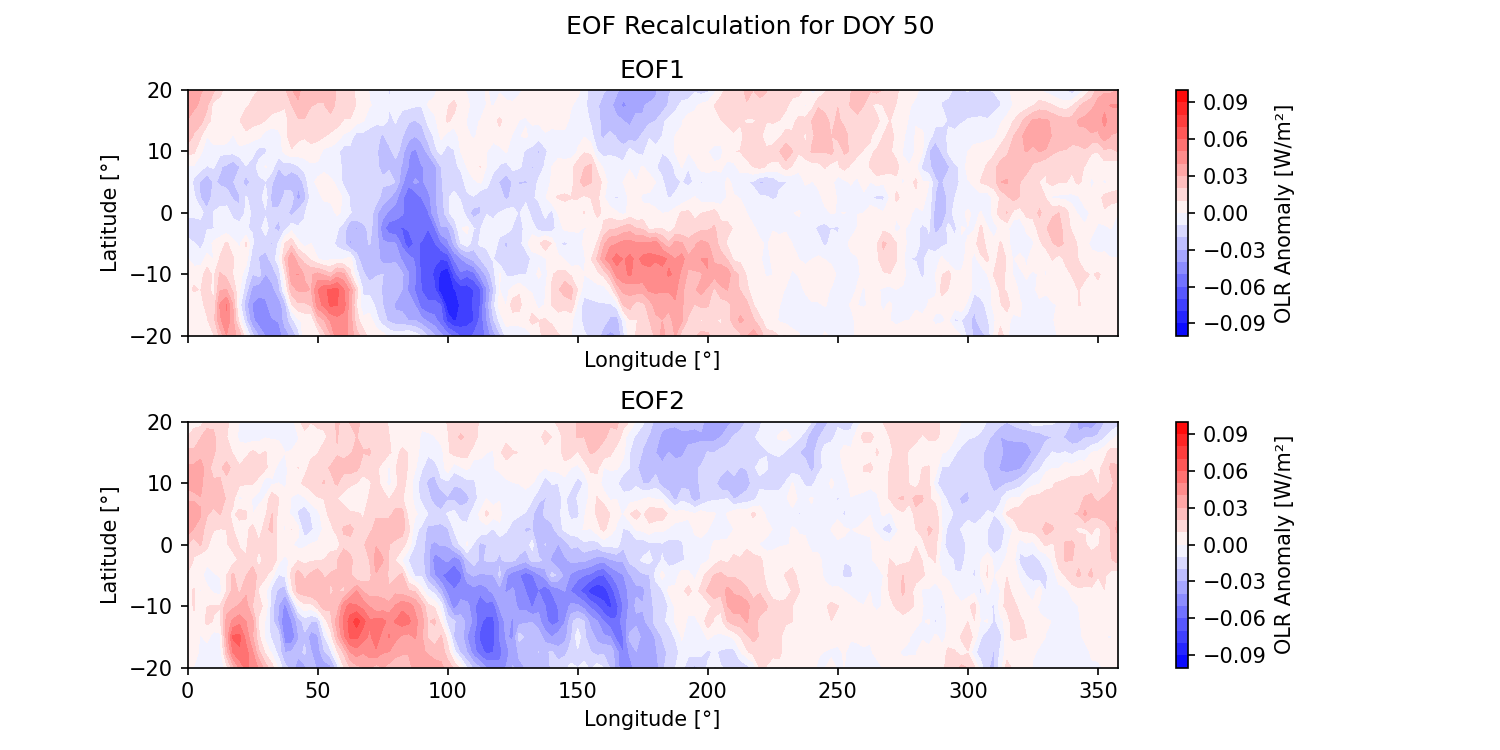 EOF Recalculation for DOY 50
EOF1
20
10
0
−10
−20
Latitude [°]
Longitude [°]
0.09
0.06
0.03
0.00
−0.03
−0.06
−0.09
OLR Anomaly [W/m²]
EOF2
20
10
0
−10
−20
Latitude [°]
0 50 100 150 200 250 300 350
Longitude [°]
0.09
0.06
0.03
0.00
−0.03
−0.06
−0.09
OLR Anomaly [W/m²]